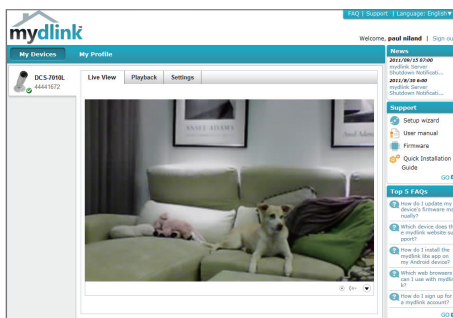 FAQ | Support | Language: English▼
mydlink
Welcome, paul niland | Sign ou
My Devices
My Profile
DCS-7010L
44441672
Live View
Playback
Settings
ANSEL ADAMS
Ansel Adams
News
2011/09/15 07:00
mydlink Server
Shutdown Notificati...
2011/8/30 6:00
mydlink Server
Shutdown Notificati...
Support
Setup wizard
User manual
Firmware
Quick Installation
Guide
GO
Top 5 FAQs
How do I update my
device's firmware ma
nually?
Which device does th
e mydlink website su
pport?
How do I install the
mydlink lite app on
my Android device?
Which web browsers
can I use with mydlin
k?
How do I sign up for
a mydlink account?
GO